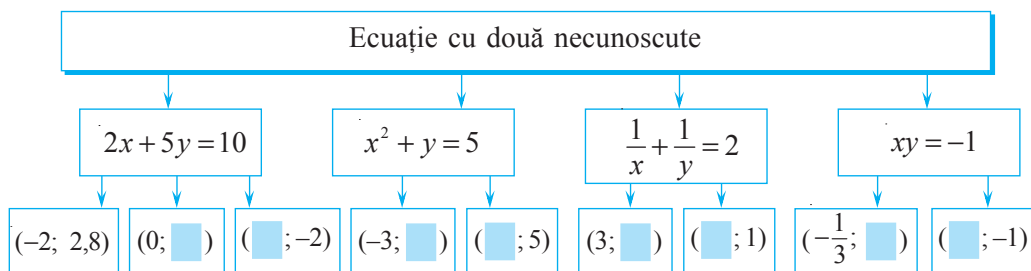 Ecuație cu două necunoscute
2x + 5y = 10 x² + y = 5 1/x + 1/y = 2 xy = −1
(−2; 2,8) (0; ) ( ; −2) (−3; ) ( ; 5) (3; ) ( ; 1) (−1/3; ) ( ; −1)